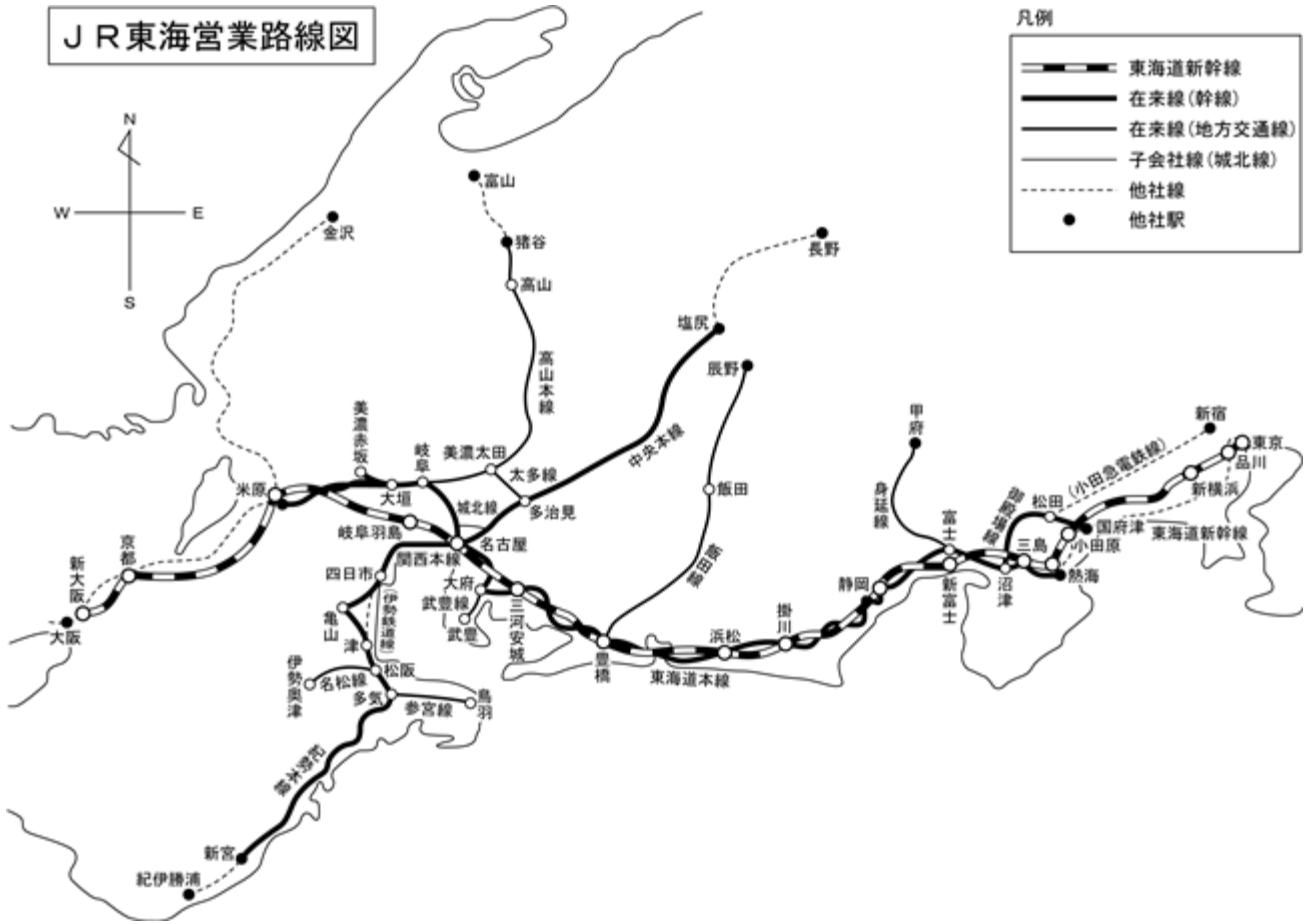 JR東海営業路線図
凡例
東海道新幹線
在来線(幹線)
在来線(地方交通線)
子会社線(城北線)
他社線
他社駅
N
W
E
S
富山
金沢
猪谷
高山
長野
塩尻
辰野
高山本線
美濃赤坂
岐阜
美濃太田
太多線
中央本線
甲府
新宿
東京
品川
(小田急電鉄線)
新横浜
米原
大垣
城北線
多治見
飯田
身延線
御殿場線
松田
国府津
東海道新幹線
岐阜羽島
名古屋
関西本線
富士
三島
小田原
京都
四日市
大府
飯田線
静岡
新富士
沼津
熱海
新大阪
大阪
亀山
(伊勢鉄道線)
武豊線
武豊
三河安城
掛川
津
豊橋
浜松
東海道本線
伊勢奥津
名松線
松阪
多気
参宮線
鳥羽
紀勢本線
新宮
紀伊勝浦